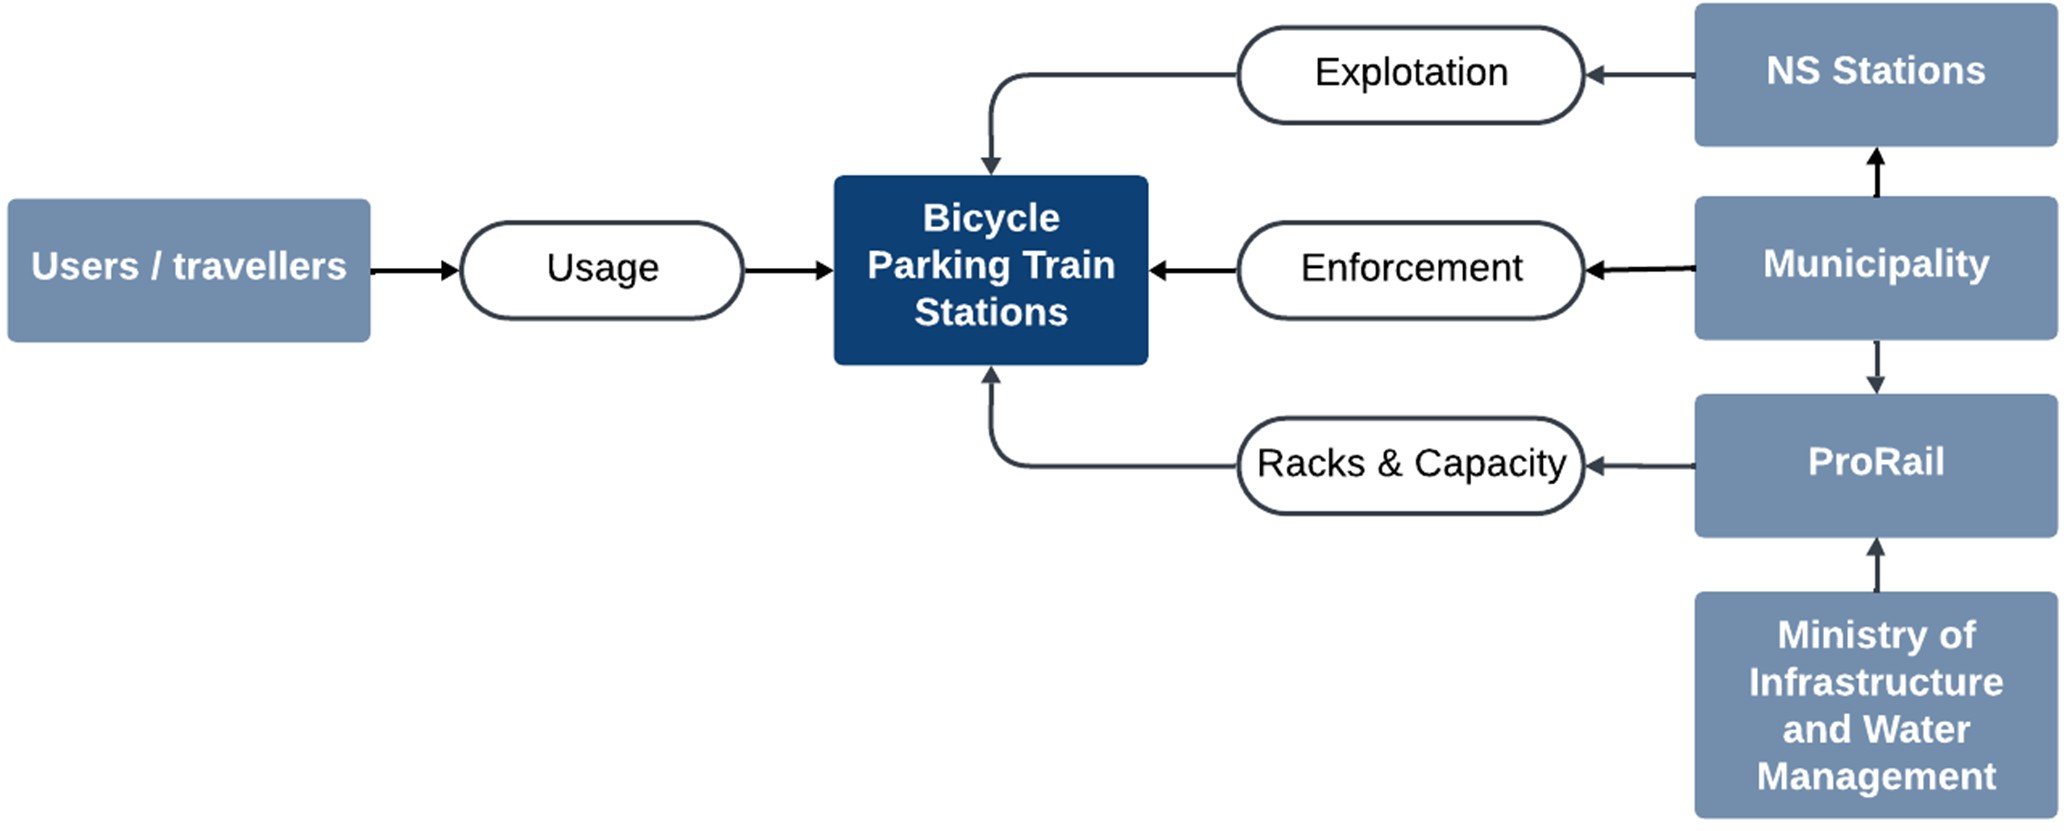 Explotation
NS Stations
Users / travellers
Usage
Bicycle
Parking Train
Stations
Enforcement
Municipality
Racks & Capacity
ProRail
Ministry of
Infrastructure
and Water
Management